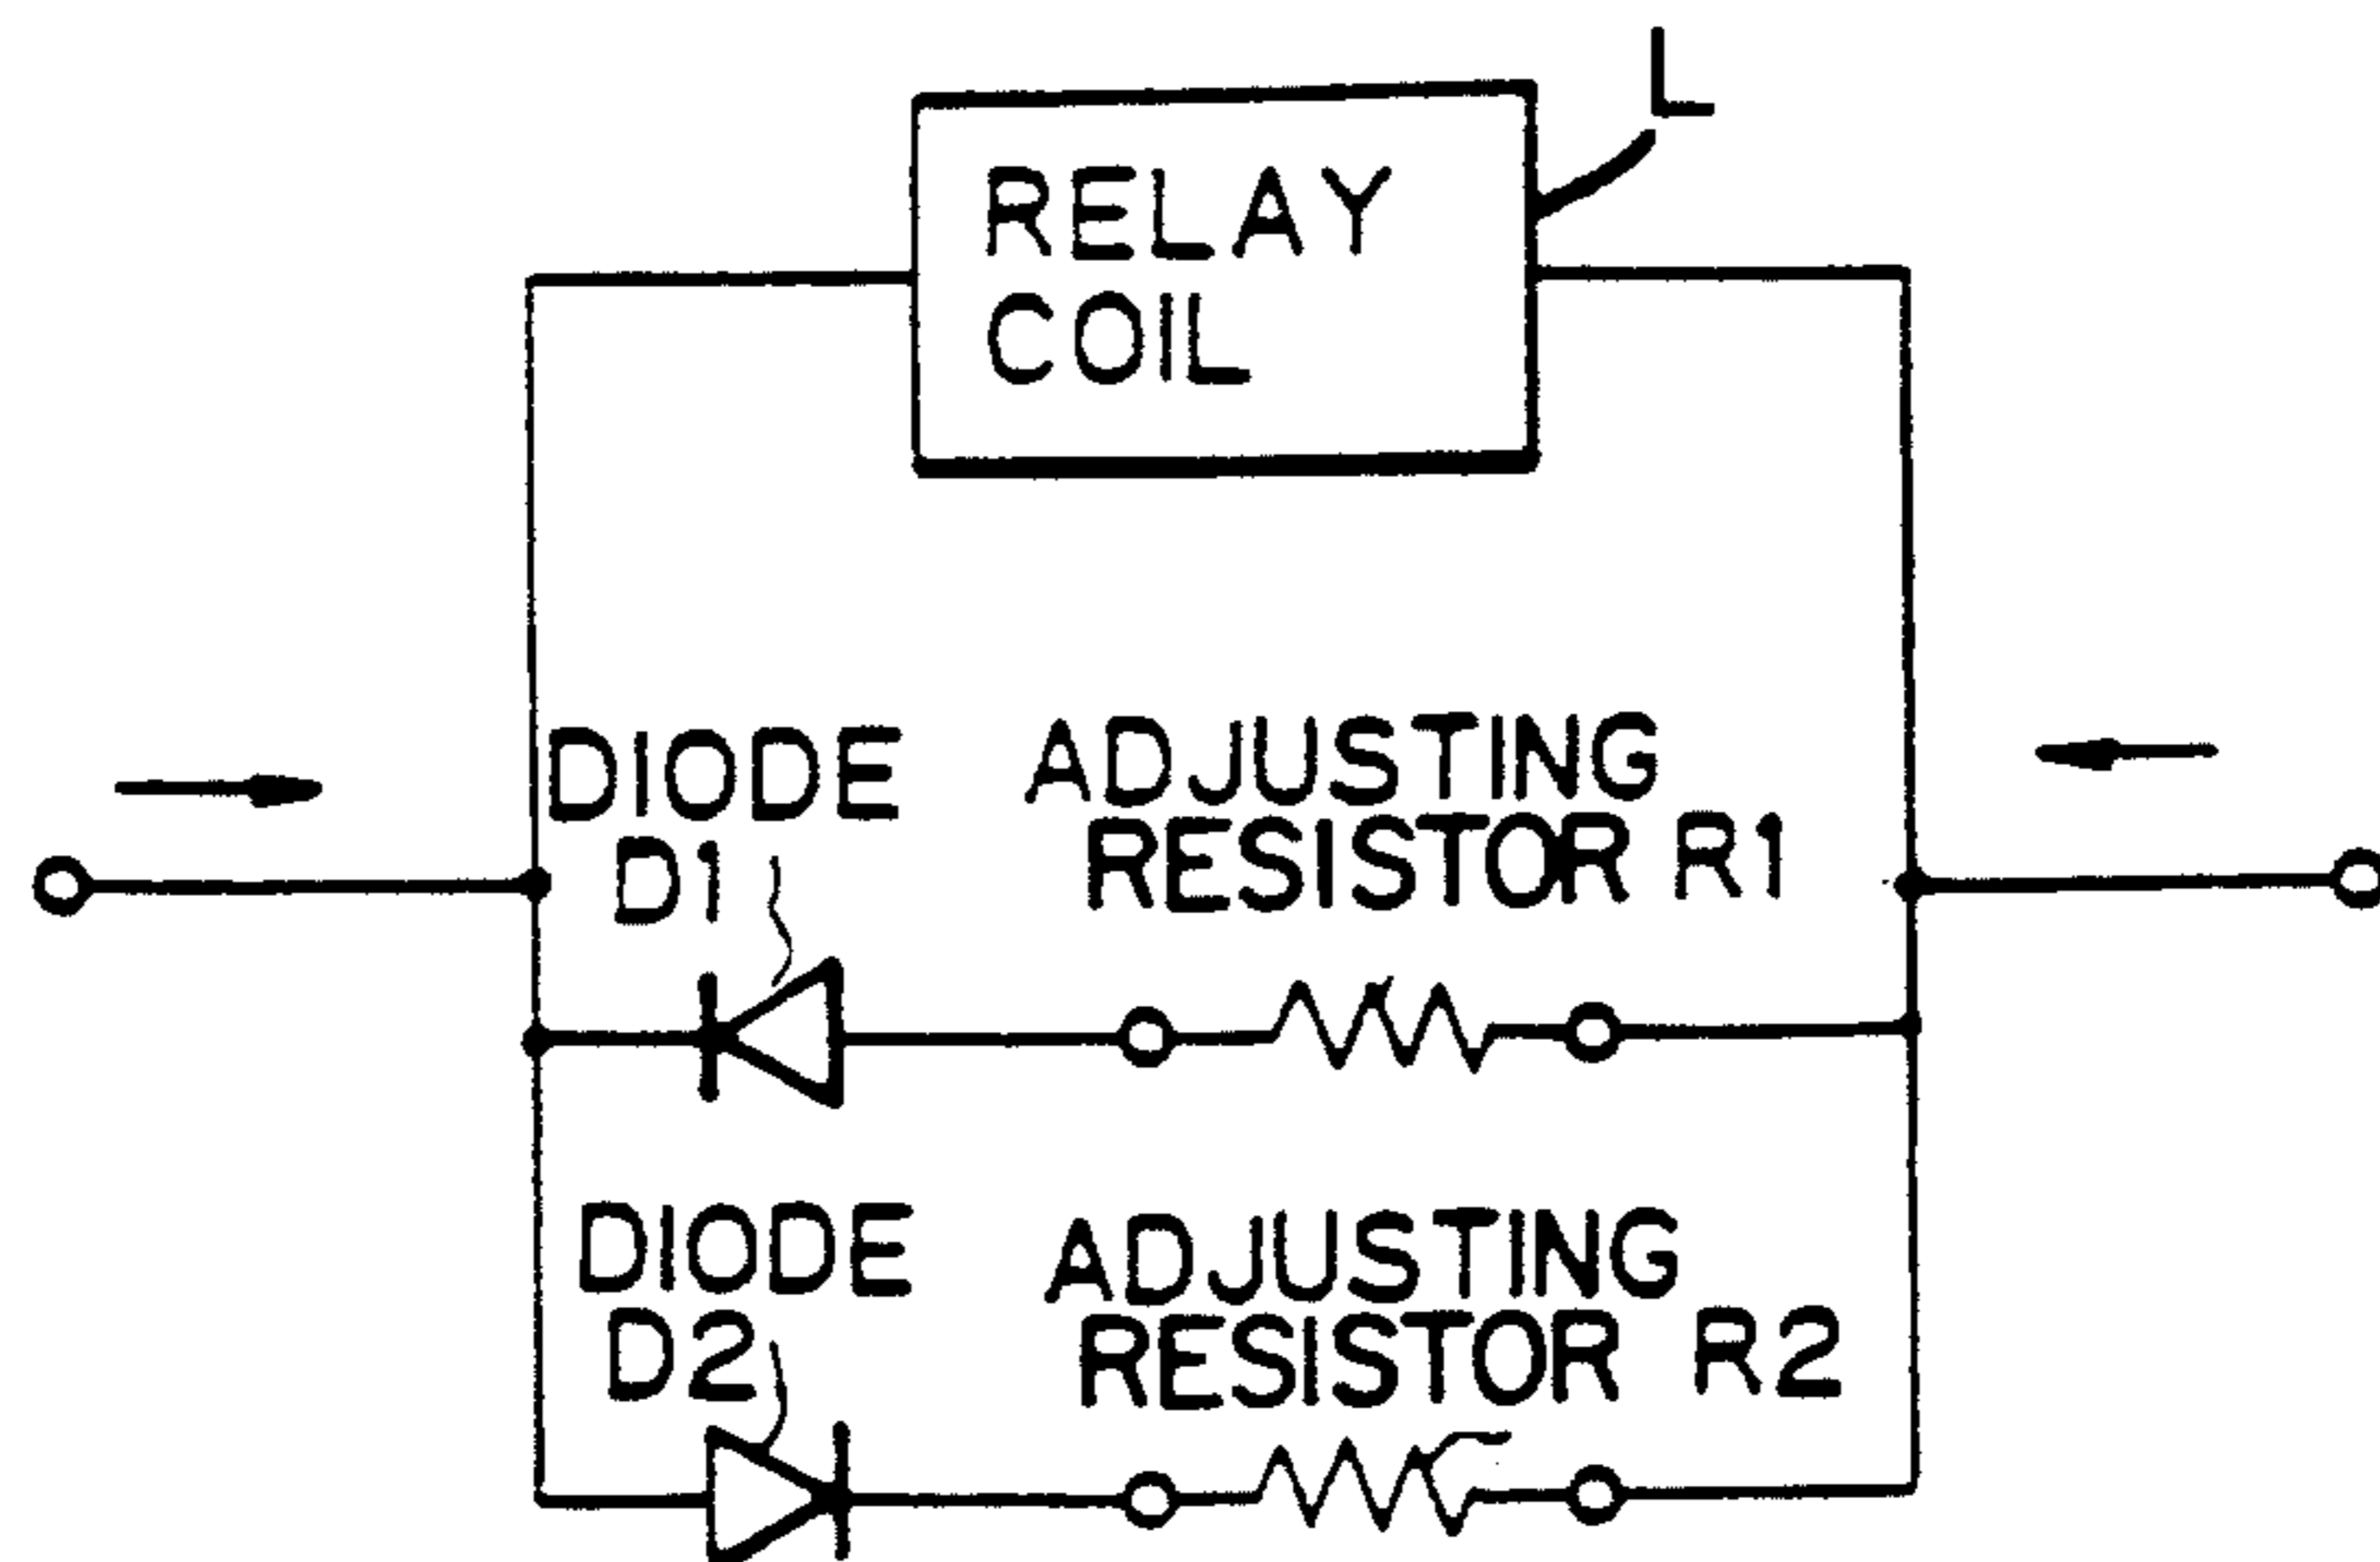 L
RELAY
COIL
DIODE
D1
ADJUSTING
RESISTOR R1
DIODE
D2
ADJUSTING
RESISTOR R2